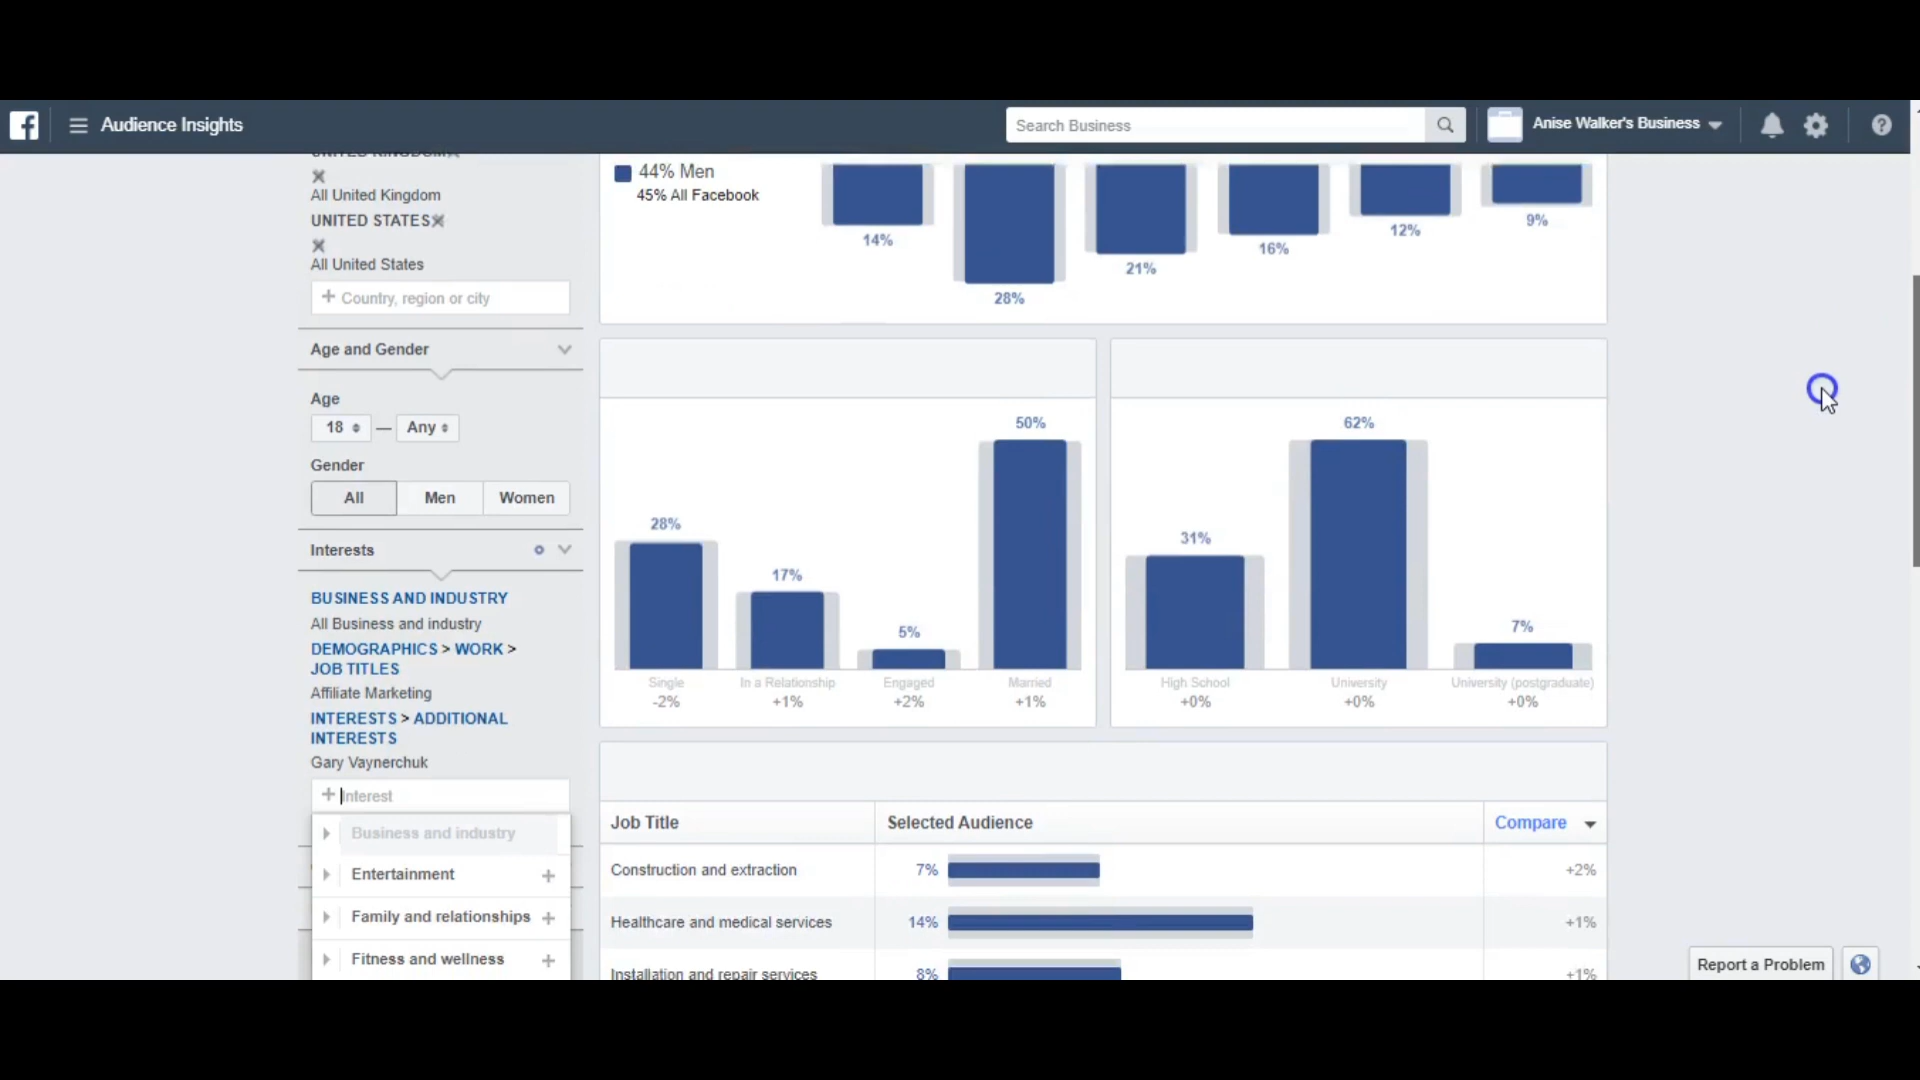 Audience Insights
Search Business
Anise Walker's Business
UNITED KINGDOM
All United Kingdom
UNITED STATES
All United States
Country, region or city
Age and Gender
Age
18 — Any
Gender
All Men Women
Interests
BUSINESS AND INDUSTRY
All Business and industry
DEMOGRAPHICS > WORK >
JOB TITLES
Affiliate Marketing
INTERESTS > ADDITIONAL
INTERESTS
Gary Vaynerchuk
+ Interest
Business and industry
Entertainment +
Family and relationships +
Fitness and wellness +
44% Men
45% All Facebook
14% 28% 21% 16% 12% 9%
28% 17% 5% 50%
Single In a Relationship Engaged Married
-2% +1% +2% +1%
31% 62% 7%
High School University University (postgraduate)
+0% +0% +0%
Job Title Selected Audience Compare
Construction and extraction 7% +2%
Healthcare and medical services 14% +1%
Installation and repair services 8% +1%
Report a Problem